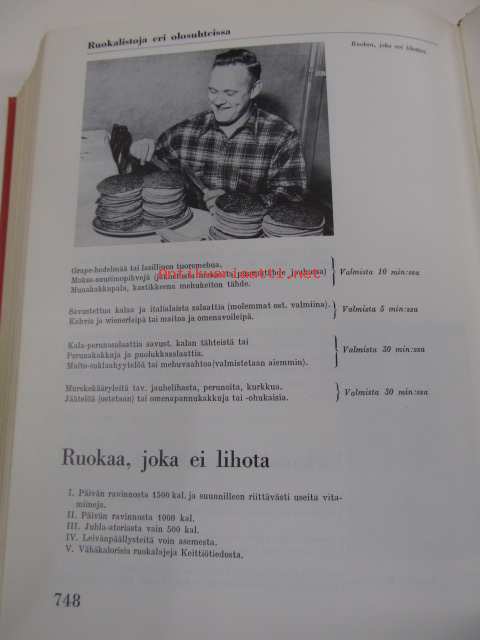 Ruokalistoja eri olosuhteissa
Ruokaa, joka ei lihota
Grape-hedelmää tai lasillinen tuoremehua.
Munakakkupala, kastikkeena mehukeiton tähde.
Valmista 10 min:ssa
Savustettua kalaa ja italialaista salaattia (molemmat ost. valmiina).
Kahvia ja wienerleipä tai maitoa ja omenavoileipä.
Valmista 5 min:ssa
Kala-perunasalaattia savust. kalan tähteistä tai
Perunakakkuja ja puolukkasalaattia.
Maito-suklaahyytelöä tai mehuvaahtoa (valmistetaan aiemmin).
Valmista 30 min:ssa
Murekekääryleitä tav. jauhelihasta, perunoita, kurkkua.
Jäätelöä (ostetaan) tai omenapannukakkuja tai -ohukaisia.
Valmista 30 min:ssa
Ruokaa, joka ei lihota
I. Päivän ravinnosta 1500 kal. ja suunnilleen riittävästi useita vita-
miineja.
II. Päivän ravinnosta 1000 kal.
III. Juhla-ateriasta vain 500 kal.
IV. Leivänpäällysteitä voin asemesta.
V. Vähäkalorisia ruokalajeja Keittiötiedosta.
748